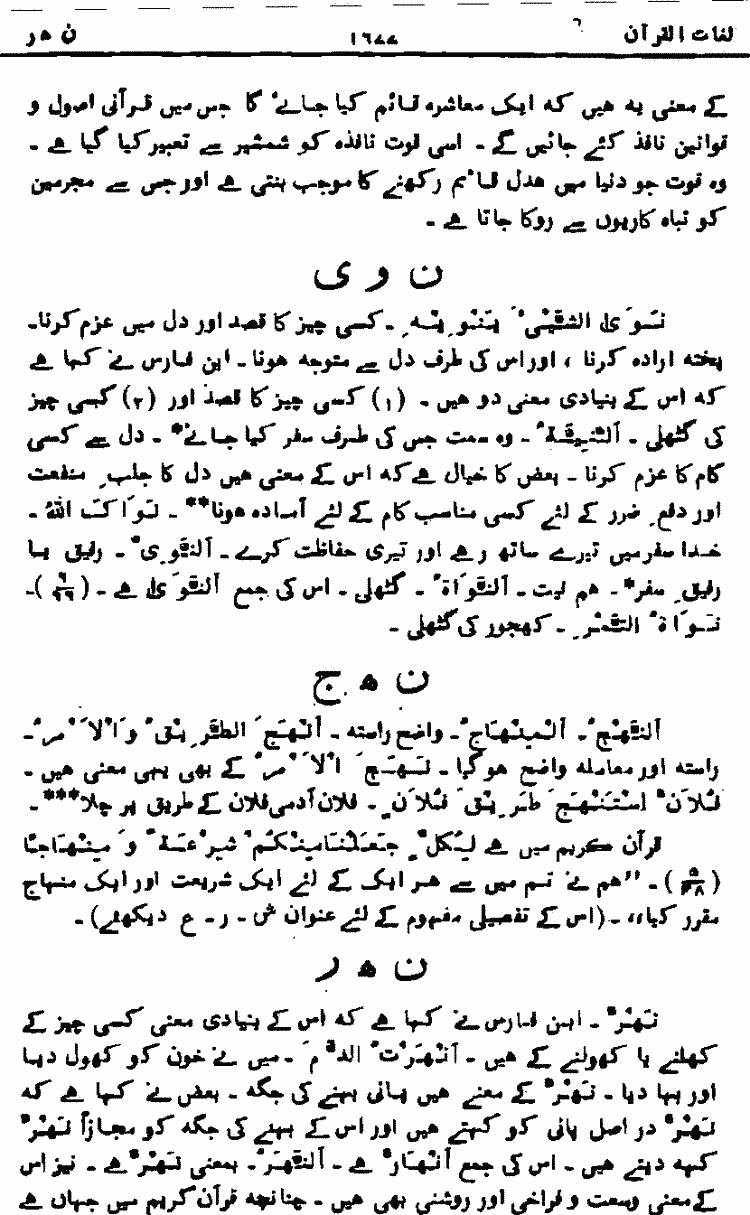 لغات القرآن ۱٦۷۷ ن ھ ر
کے معنی یہ ہیں کہ ایک معاشرہ قائم کیا جائے گا جس میں قرآنی اصول و
قوانین نافذ کئے جائیں گے ۔ اسی قوت نافذہ کو شمشیر سے تعبیر کیا گیا ہے ۔
وہ قوت جو دنیا میں عدل قائم رکھنے کا موجب بنتی ہے اور جس سے مجرمین
کو تباہ کاریوں سے روکا جاتا ہے ۔
ن و ی
نَوَی الشَّیْئَ یَنْوِیْہِ ۔ کسی چیز کا قصد اور دل میں عزم کرنا۔
پختہ ارادہ کرنا ، اور اس کی طرف دل سے متوجہ ہونا ۔ ابن فارس نے کہا ہے
کہ اس کے بنیادی معنی دو ہیں ۔ (۱) کسی چیز کا قصد اور (۲) کسی چیز
کی گٹھلی ۔ اَلنِّیَّۃُ ۔ وہ سمت جس کی طرف سفر کیا جائے* ۔ دل سے کسی
کام کا عزم کرنا ۔ بعض کا خیال ہے کہ اس کے معنی ہیں دل کا جلبِ منفعت
اور دفعِ ضرر کے لئے کسی مناسب کام کے لئے آمادہ ہونا** ۔ نَوَاکَ اللہُ ۔
خدا سفر میں تیرے ساتھ رہے اور تیری حفاظت کرے ۔ اَلنَّوِیُّ ۔ رفیق یا
رفیقِ سفر* ۔ ہم نیت ۔ اَلنَّوَاۃُ ۔ گٹھلی ۔ اس کی جمع اَلنَّوَیٰ ہے ۔ (۶/۹٦)۔
نَوَاۃُ التَّمْرِ ۔ کھجور کی گٹھلی ۔
ن ھ ج
اَلنَّہْجُ ۔ اَلْمِنْہَاجُ ۔ واضح راستہ ۔ اَنْہَجَ الطَّرِیْقُ وَالْاَمْرُ ۔
راستہ اور معاملہ واضح ہو گیا ۔ نَہَجَ الْاَمْرُ کے بھی یہی معنی ہیں ۔
فُلَانٌ اسْتَنْہَجَ طَرِیْقَ فُلَانٍ ۔ فلاں آدمی فلاں کے طریق پر چلا*** ۔
قرآن کریم میں ہے لِکُلٍّ جَعَلْنَا مِنْکُمْ شِرْعَۃً وَّ مِنْہَاجًا
(۵/۴۸) ۔ ”ہم نے تم میں سے ہر ایک کے لئے ایک شریعت اور ایک منہاج
مقرر کیا“ ۔ (اس کے تفصیلی مفہوم کے لئے عنوان ش ۔ ر ۔ ع دیکھئے) ۔
ن ھ ر
نَہْرٌ ۔ ابن فارس نے کہا ہے کہ اس کے بنیادی معنی کسی چیز کے
کھلنے یا کھولنے کے ہیں ۔ اَنْہَرْتُ الدَّمَ ۔ میں نے خون کو کھول دیا
اور بہا دیا ۔ نَہْرٌ کے معنے ہیں پانی بہنے کی جگہ ۔ بعض نے کہا ہے کہ
نَہْرٌ در اصل پانی کو کہتے ہیں اور اس کے بہنے کی جگہ کو مجازاً نَہْرٌ
کہہ دیتے ہیں ۔ اس کی جمع اَنْہَارٌ ہے ۔ اَلنَّہَرُ ۔ بمعنی نَہْرٌ ہے ۔ نیز اس
کے معنی وسعت و فراخی اور روشنی بھی ہیں ۔ چنانچہ قرآن کریم میں جہاں ہے